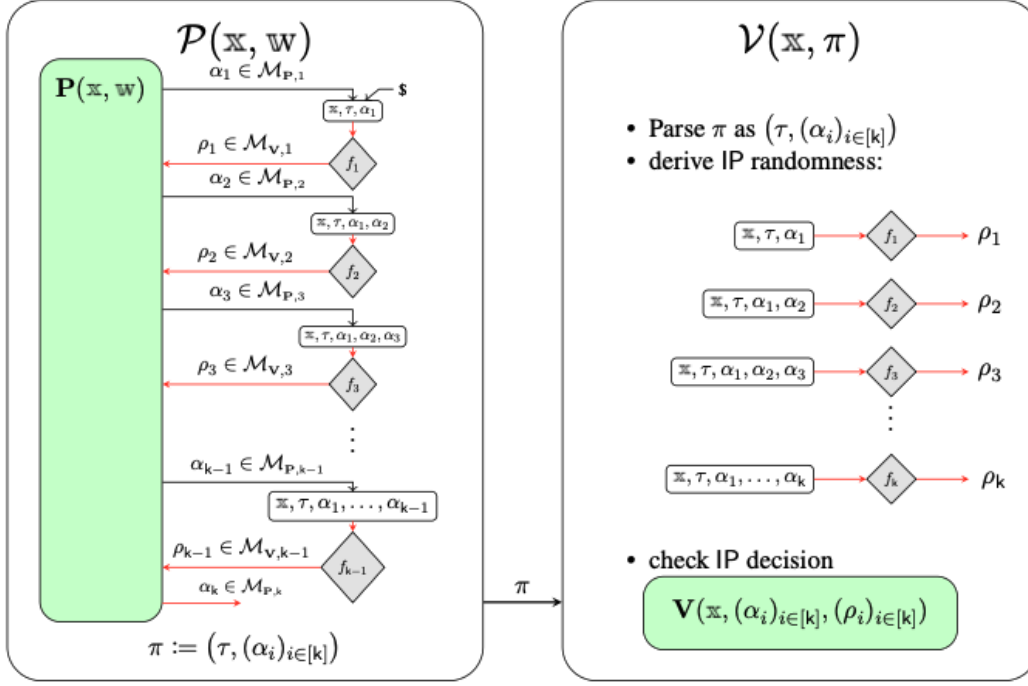 𝒫(𝕩, 𝕨)
𝐏(𝕩, 𝕨)
α₁ ∈ ℳ_{𝐏,1}
$
𝕩, τ, α₁
ρ₁ ∈ ℳ_{𝐕,1}
f₁
α₂ ∈ ℳ_{𝐏,2}
𝕩, τ, α₁, α₂
ρ₂ ∈ ℳ_{𝐕,2}
f₂
α₃ ∈ ℳ_{𝐏,3}
𝕩, τ, α₁, α₂, α₃
ρ₃ ∈ ℳ_{𝐕,3}
f₃
⋮
α_{k−1} ∈ ℳ_{𝐏,k−1}
𝕩, τ, α₁, …, α_{k−1}
ρ_{k−1} ∈ ℳ_{𝐕,k−1}
f_{k−1}
α_k ∈ ℳ_{𝐏,k}
π := (τ, (α_i)_{i∈[k]})
π
𝒱(𝕩, π)
• Parse π as (τ, (α_i)_{i∈[k]})
• derive IP randomness:
𝕩, τ, α₁ f₁ ρ₁
𝕩, τ, α₁, α₂ f₂ ρ₂
𝕩, τ, α₁, α₂, α₃ f₃ ρ₃
⋮
𝕩, τ, α₁, …, α_k f_k ρ_k
• check IP decision
𝐕(𝕩, (α_i)_{i∈[k]}, (ρ_i)_{i∈[k]})